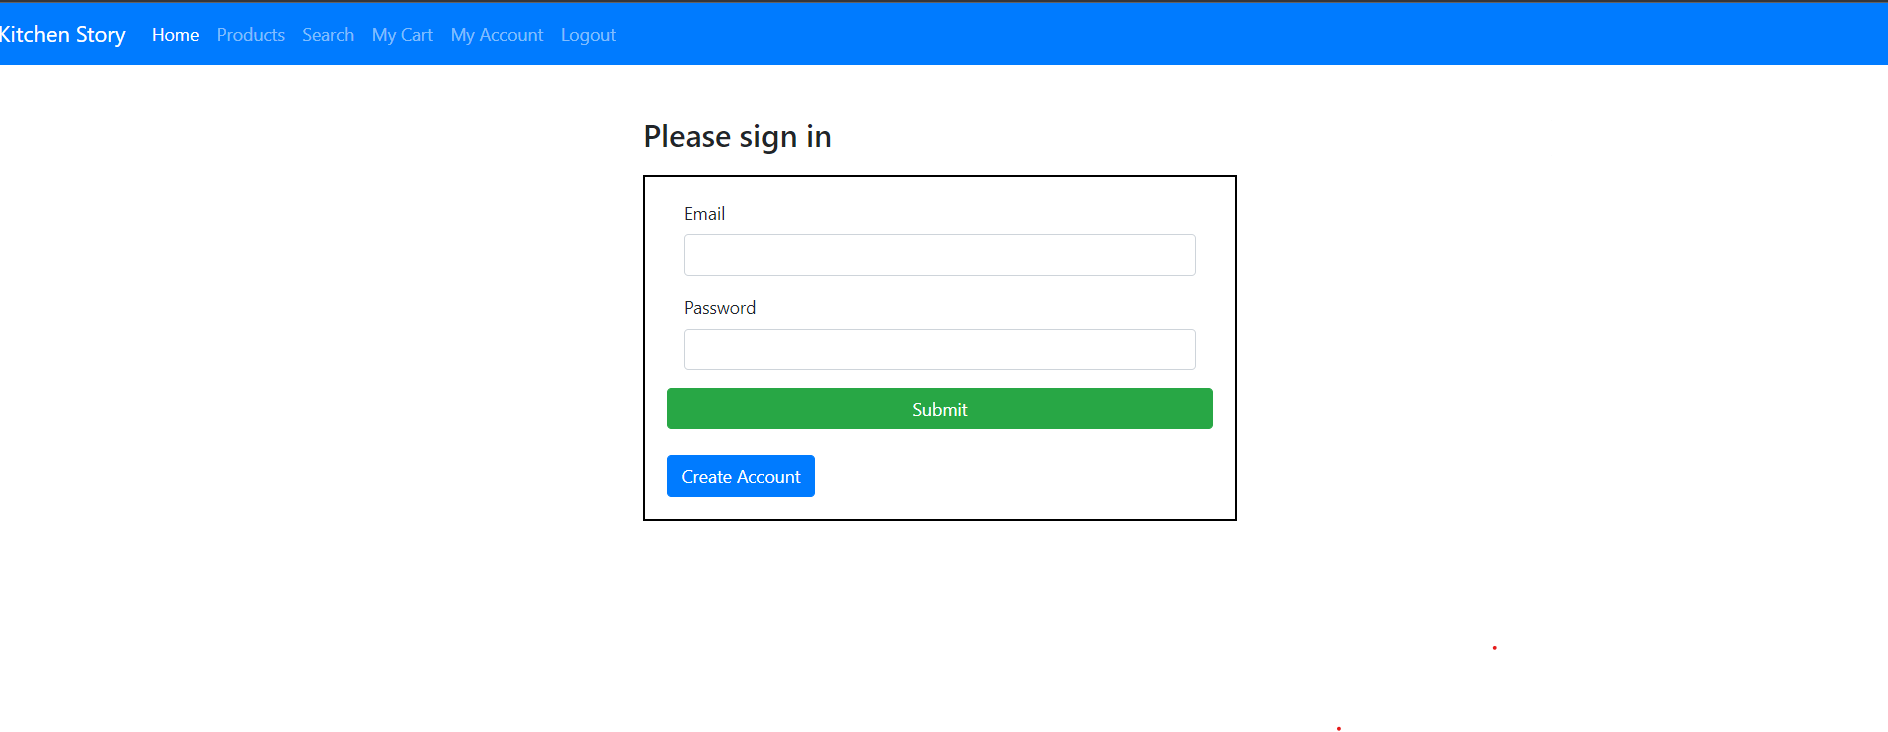 Kitchen Story Home Products Search My Cart My Account Logout
Please sign in
Email
Password
Submit
Create Account